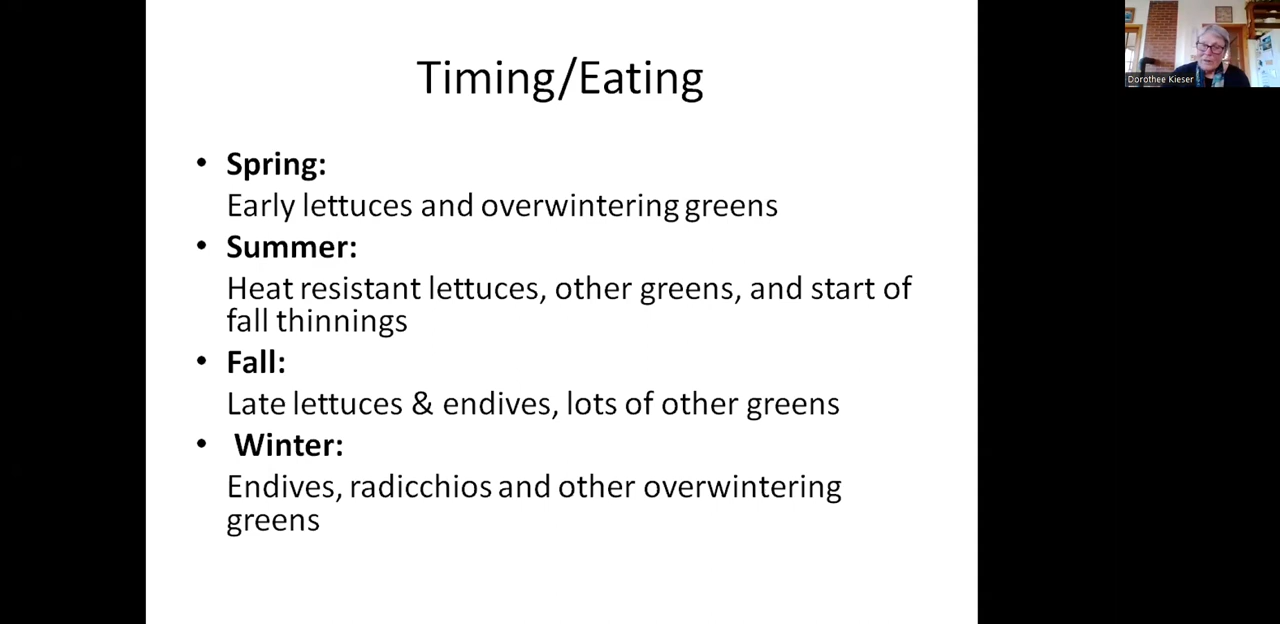 Timing/Eating
• Spring:
Early lettuces and overwintering greens
• Summer:
Heat resistant lettuces, other greens, and start of
fall thinnings
• Fall:
Late lettuces & endives, lots of other greens
• Winter:
Endives, radicchios and other overwintering
greens
Dorothee Kieser